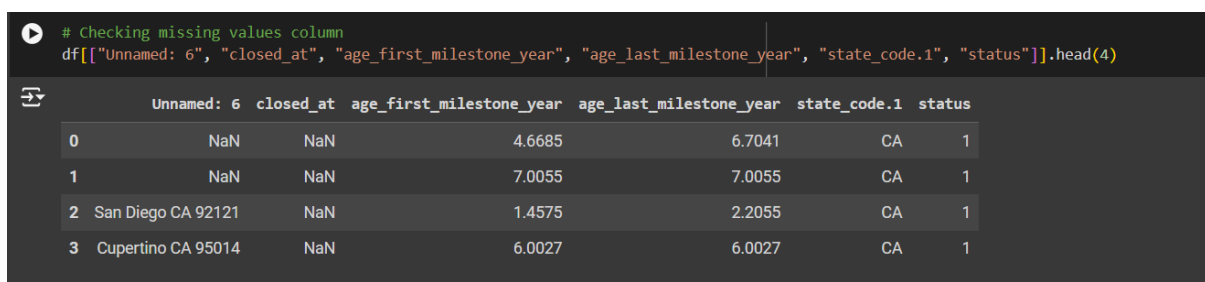 # Checking missing values column
df[["Unnamed: 6", "closed_at", "age_first_milestone_year", "age_last_milestone_year", "state_code.1", "status"]].head(4)
Unnamed: 6 closed_at age_first_milestone_year age_last_milestone_year state_code.1 status
0 NaN NaN 4.6685 6.7041 CA 1
1 NaN NaN 7.0055 7.0055 CA 1
2 San Diego CA 92121 NaN 1.4575 2.2055 CA 1
3 Cupertino CA 95014 NaN 6.0027 6.0027 CA 1